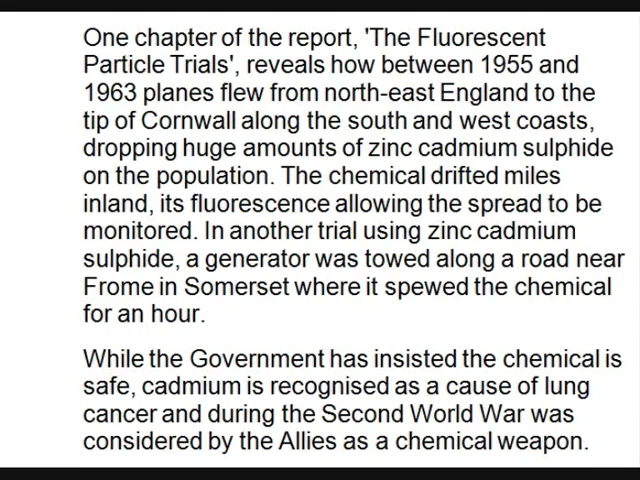 One chapter of the report, 'The Fluorescent
Particle Trials', reveals how between 1955 and
1963 planes flew from north-east England to the
tip of Cornwall along the south and west coasts,
dropping huge amounts of zinc cadmium sulphide
on the population. The chemical drifted miles
inland, its fluorescence allowing the spread to be
monitored. In another trial using zinc cadmium
sulphide, a generator was towed along a road near
Frome in Somerset where it spewed the chemical
for an hour.
While the Government has insisted the chemical is
safe, cadmium is recognised as a cause of lung
cancer and during the Second World War was
considered by the Allies as a chemical weapon.